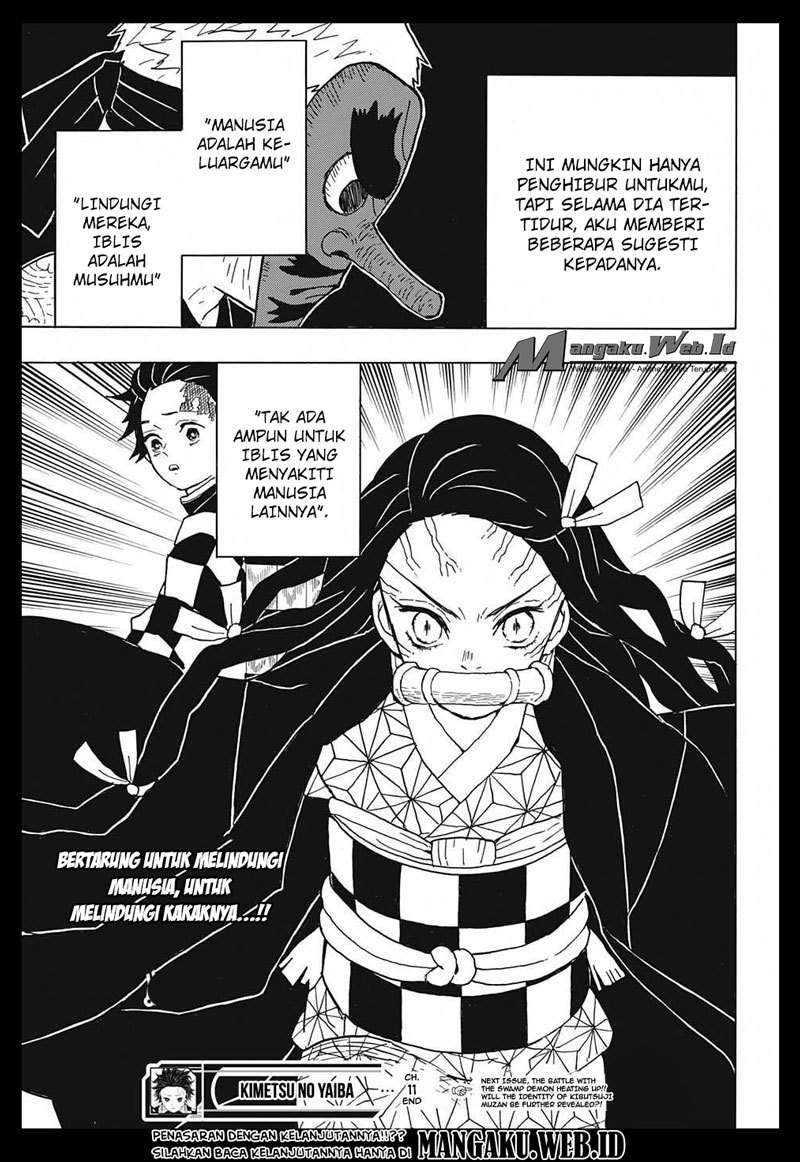 INI MUNGKIN HANYA
PENGHIBUR UNTUKMU,
TAPI SELAMA DIA TER-
TIDUR, AKU MEMBERI
BEBERAPA SUGESTI
KEPADANYA.
"MANUSIA
ADALAH KE-
LUARGAMU"
"LINDUNGI
MEREKA,
IBLIS
ADALAH
MUSUHMU"
Mangaku.Web.Id
"TAK ADA
AMPUN UNTUK
IBLIS YANG
MENYAKITI
MANUSIA
LAINNYA".
BERTARUNG UNTUK MELINDUNGI
MANUSIA, UNTUK
MELINDUNGI KAKAKNYA...!!
KIMETSU NO YAIBA
CH.
11
END
NEXT ISSUE, THE BATTLE WITH
THE SWAMP DEMON HEATING UP!!
WILL THE IDENTITY OF KIBUTSUJI
MUZAN BE FURTHER REVEALED?!
PENASARAN DENGAN KELANJUTANNYA!!??
SILAHKAN BACA KELANJUTANNYA HANYA DI MANGAKU.WEB.ID